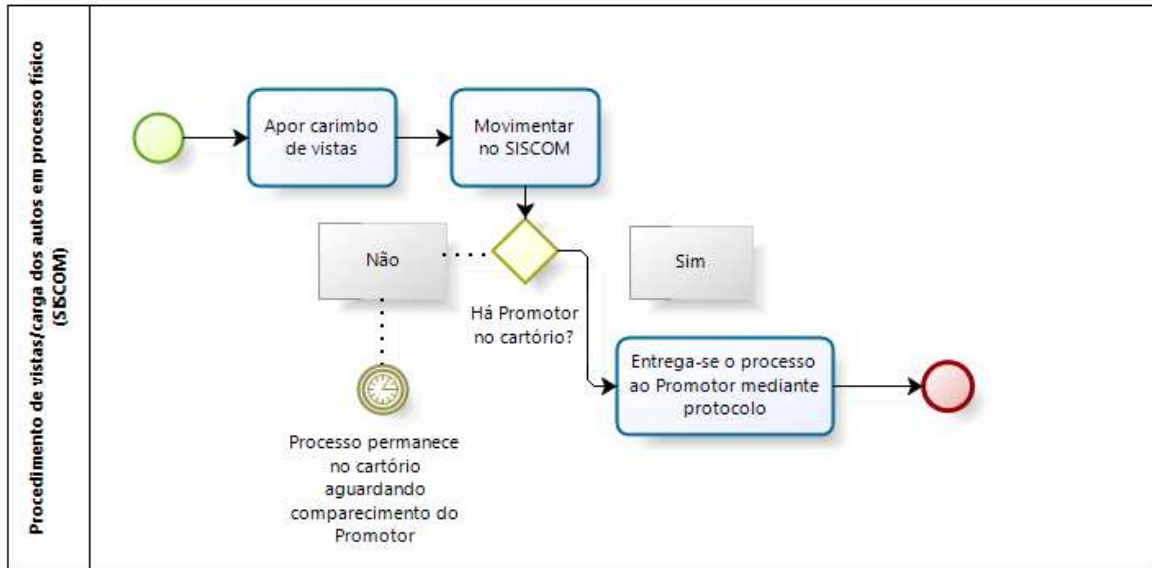 Procedimento de vistas/carga dos autos em processo físico
(SISCOM)
Apor carimbo
de vistas
Movimentar
no SISCOM
Não
Sim
Há Promotor
no cartório?
Entrega-se o processo
ao Promotor mediante
protocolo
Processo permanece
no cartório
aguardando
comparecimento do
Promotor